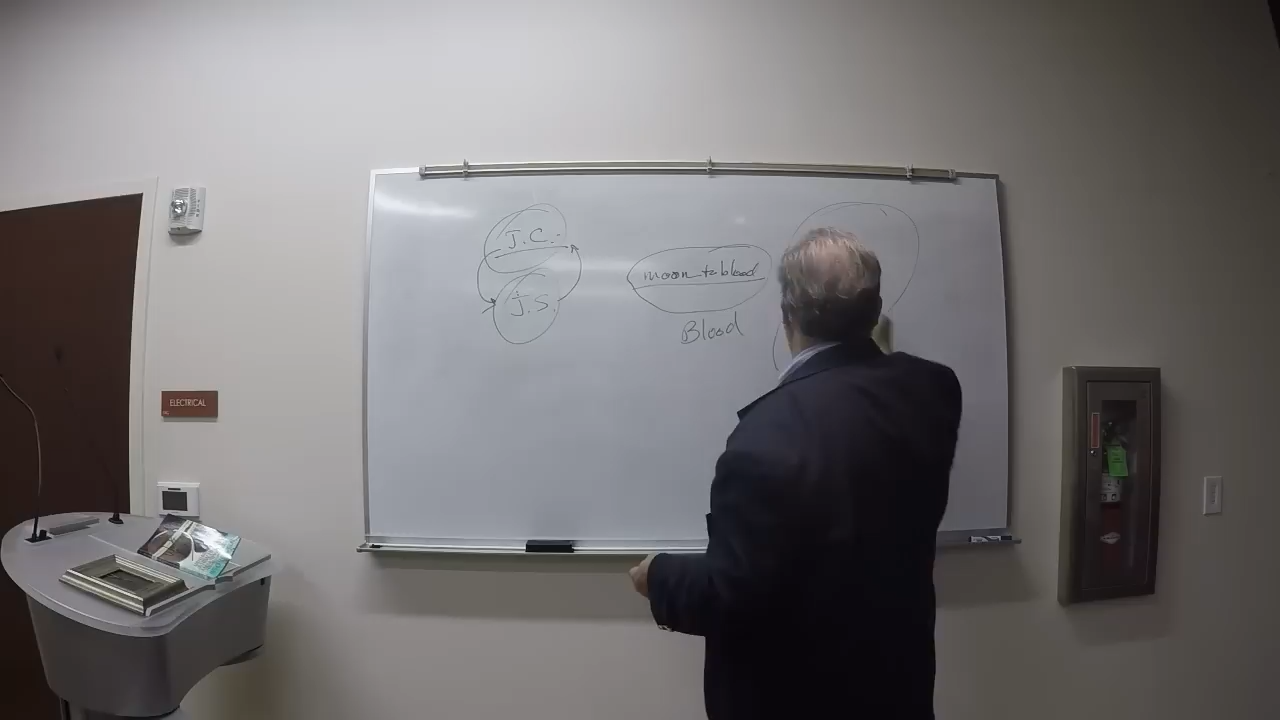 J.C.
J.S.
moon to blood
Blood
ELECTRICAL